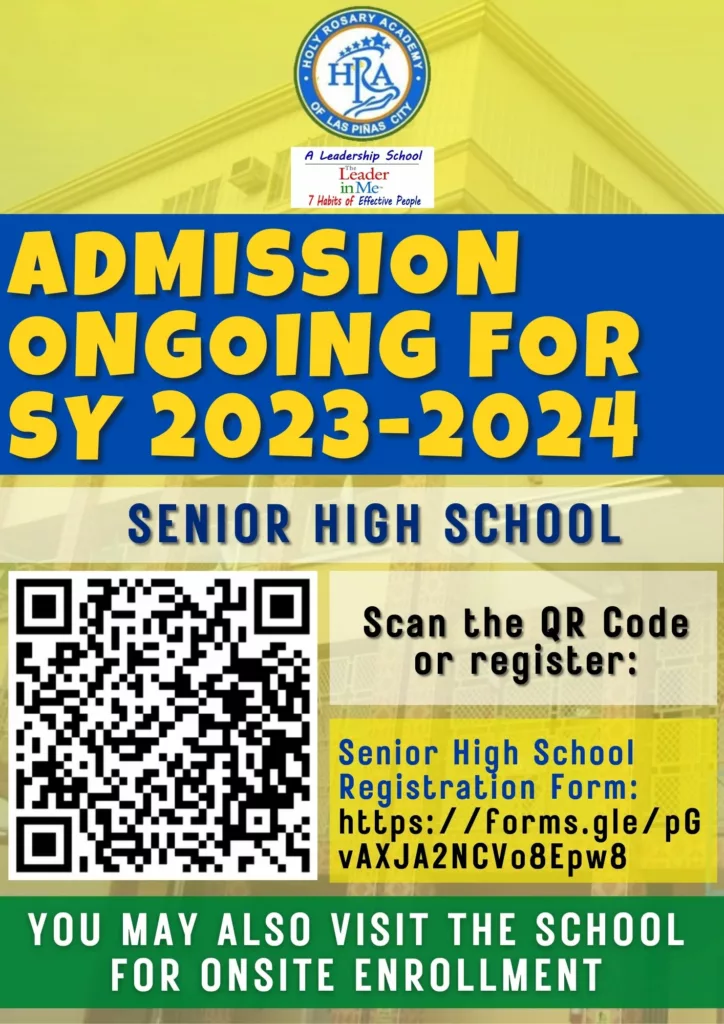 HOLY ROSARY ACADEMY
HRA
OF LAS PIÑAS CITY
A Leadership School
The
Leader
in Me™
7 Habits of Effective People
ADMISSION
ONGOING FOR
SY 2023-2024
SENIOR HIGH SCHOOL
Scan the QR Code
or register:
Senior High School
Registration Form:
https://forms.gle/pG
vAXJA2NCVo8Epw8
YOU MAY ALSO VISIT THE SCHOOL
FOR ONSITE ENROLLMENT